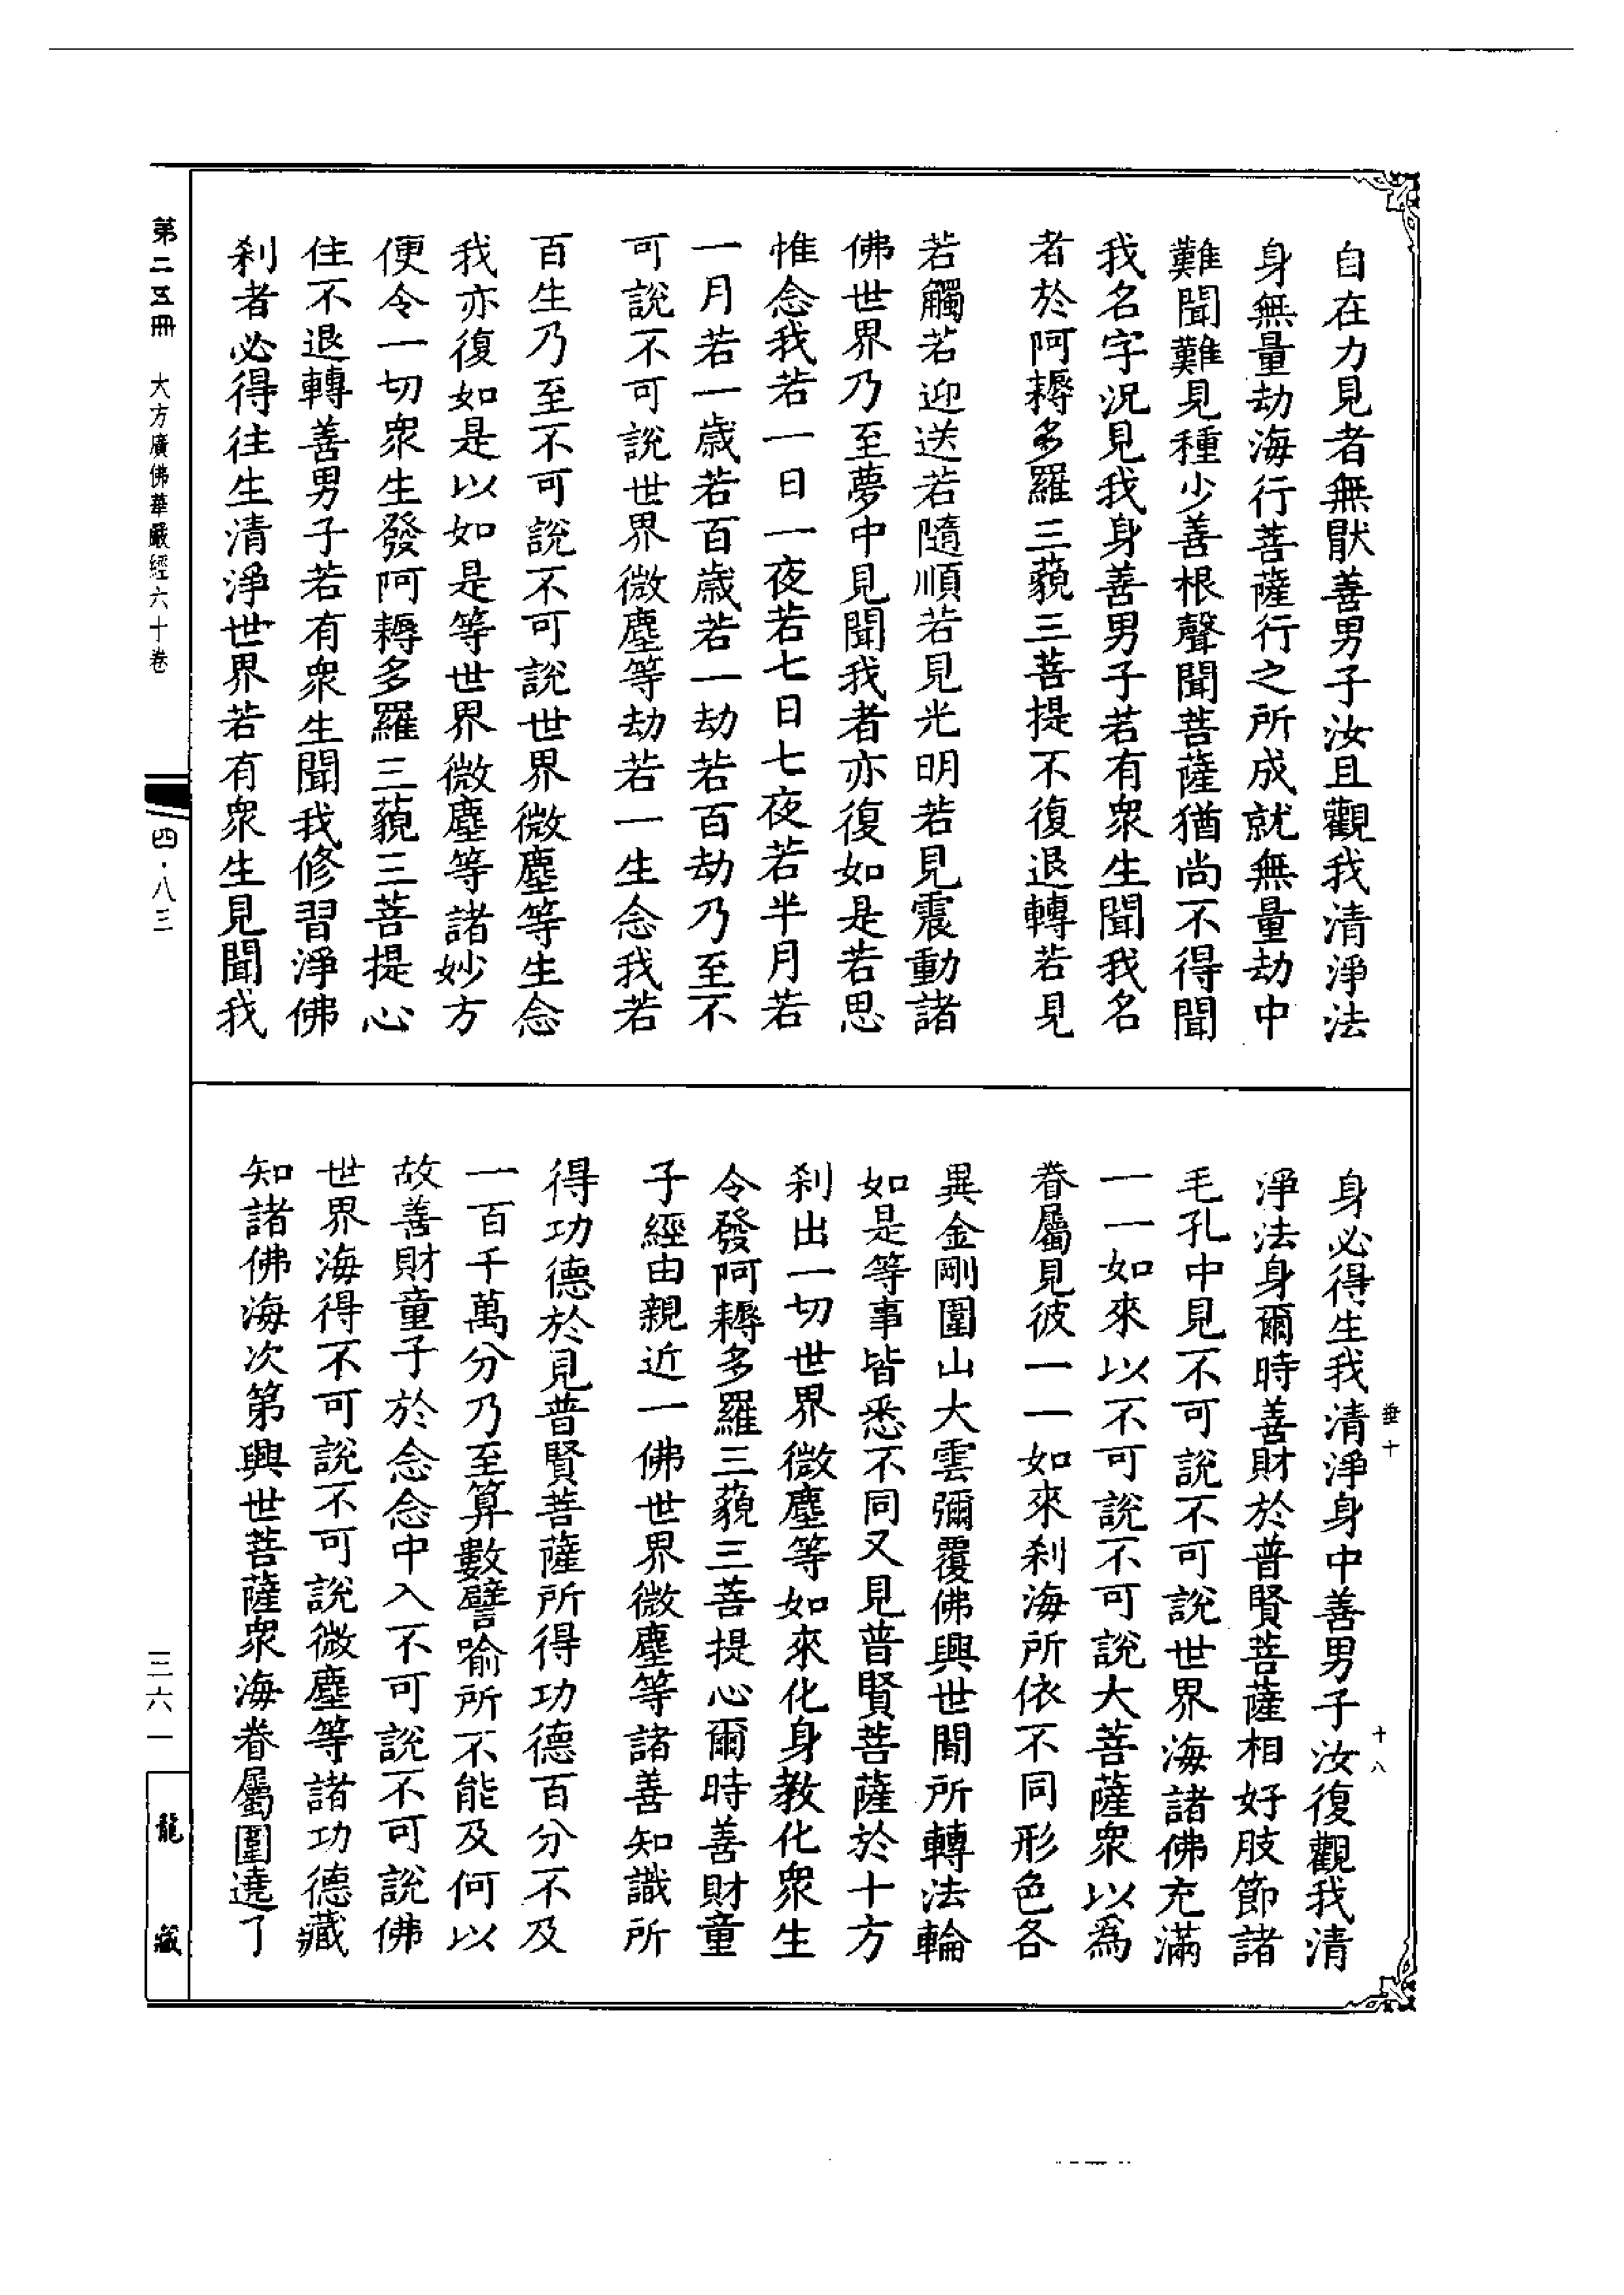 自在力見者無猒善男子汝且觀我清淨法
身無量劫海行菩薩行之所成就無量劫中
難聞難見種少善根聲聞菩薩猶尚不得聞
我名字況見我身善男子若有衆生聞我名
者於阿耨多羅三藐三菩提不復退轉若見
若觸若迎送若隨順若見光明若見震動諸
佛世界乃至夢中見聞我者亦復如是若思
惟念我若一日一夜若七日七夜若半月若
一月若一歲若百歲若一劫若百劫乃至不
可說不可說世界微塵等劫若一生念我若
百生乃至不可說不可說世界微塵等生念
我亦復如是以如是等世界微塵等諸妙方
便令一切衆生發阿耨多羅三藐三菩提心
住不退轉善男子若有衆生聞我修習淨佛
刹者必得往生清淨世界若有衆生見聞我
身必得生我清淨身中善男子汝復觀我清
淨法身爾時善財於普賢菩薩相好肢節諸
毛孔中見不可說不可說世界海諸佛充滿
一一如來以不可說不可說大菩薩衆以爲
眷屬見彼一一如來刹海所依不同形色各
異金剛圍山大雲彌覆佛興世間所轉法輪
如是等事皆悉不同又見普賢菩薩於十方
刹出一切世界微塵等如來化身教化衆生
令發阿耨多羅三藐三菩提心爾時善財童
子經由親近一佛世界微塵等諸善知識所
得功德於見普賢菩薩所得功德百分不及
一百千萬分乃至算數譬喻所不能及何以
故善財童子於念念中入不可說不可說佛
世界海得不可說不可說微塵等諸功德藏
知諸佛海次第興世菩薩衆海眷屬圍遶了
垂十
十八
第二五冊 大方廣佛華嚴經六十卷
四·八三
三六一
龍藏